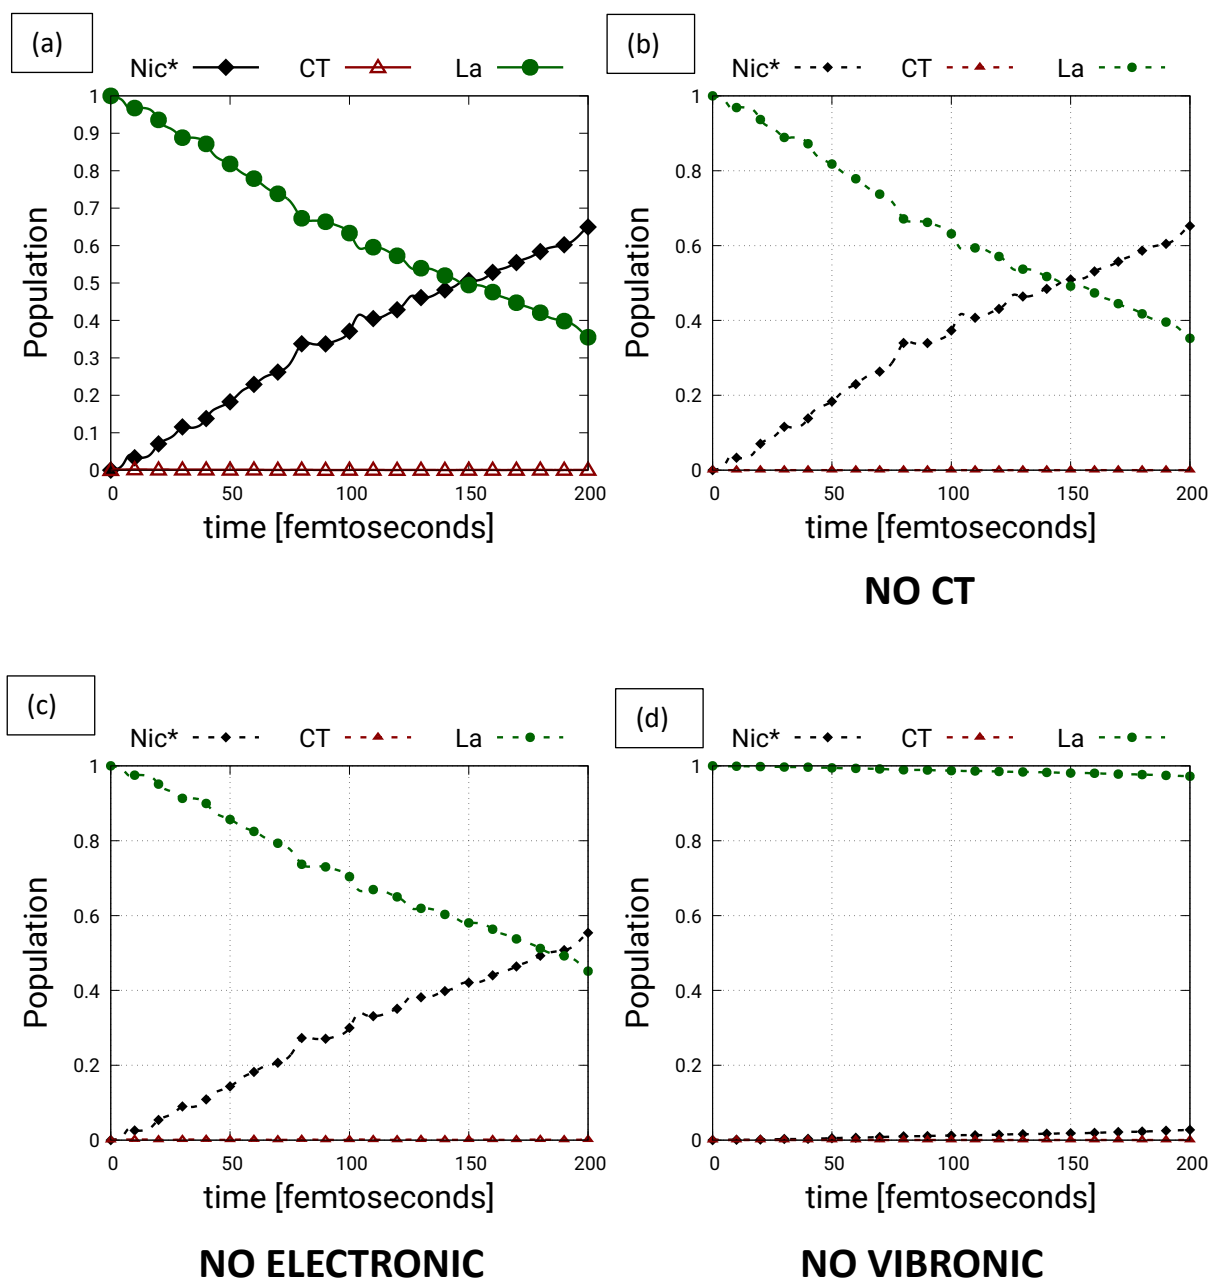 (a)
Nic* CT La
1
0.9
0.8
0.7
0.6
0.5
0.4
0.3
0.2
0.1
0
Population
0 50 100 150 200
time [femtoseconds]
(b)
Nic* CT La
1
0.8
0.6
0.4
0.2
0
Population
0 50 100 150 200
time [femtoseconds]
NO CT
(c)
Nic* CT La
1
0.8
0.6
0.4
0.2
0
Population
0 50 100 150 200
time [femtoseconds]
NO ELECTRONIC
(d)
Nic* CT La
1
0.8
0.6
0.4
0.2
0
Population
0 50 100 150 200
time [femtoseconds]
NO VIBRONIC